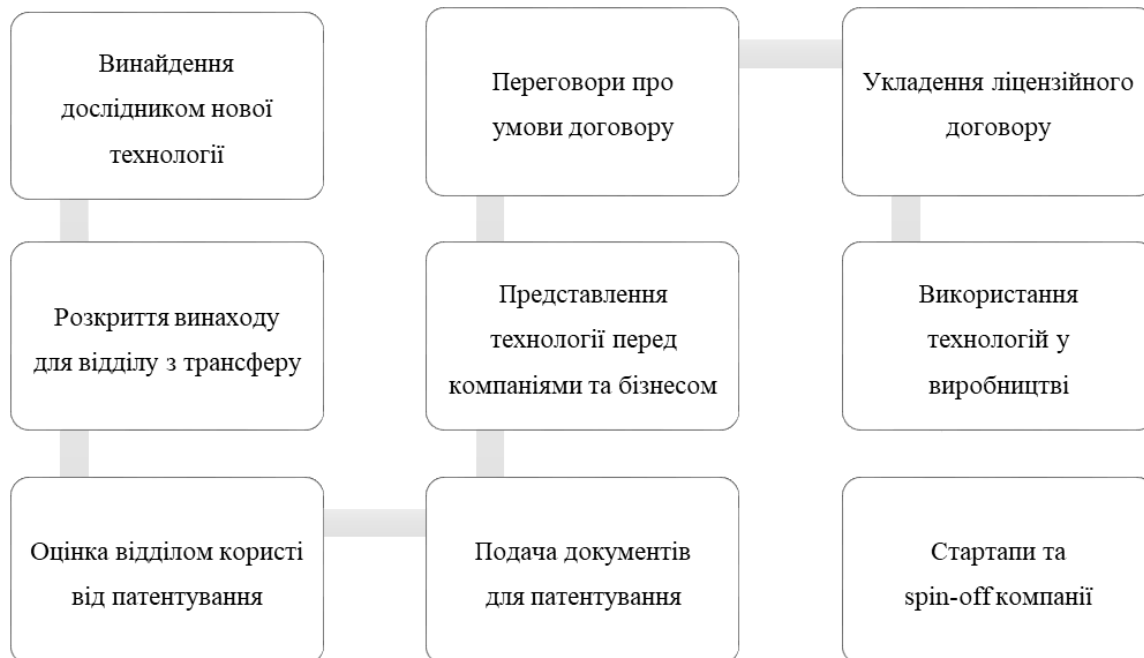 Винайдення
дослідником нової
технології
Розкриття винаходу
для відділу з трансферу
Оцінка відділом користі
від патентування
Подача документів
для патентування
Представлення
технології перед
компаніями та бізнесом
Переговори про
умови договору
Укладення ліцензійного
договору
Використання
технологій у
виробництві
Стартапи та
spin-off компанії